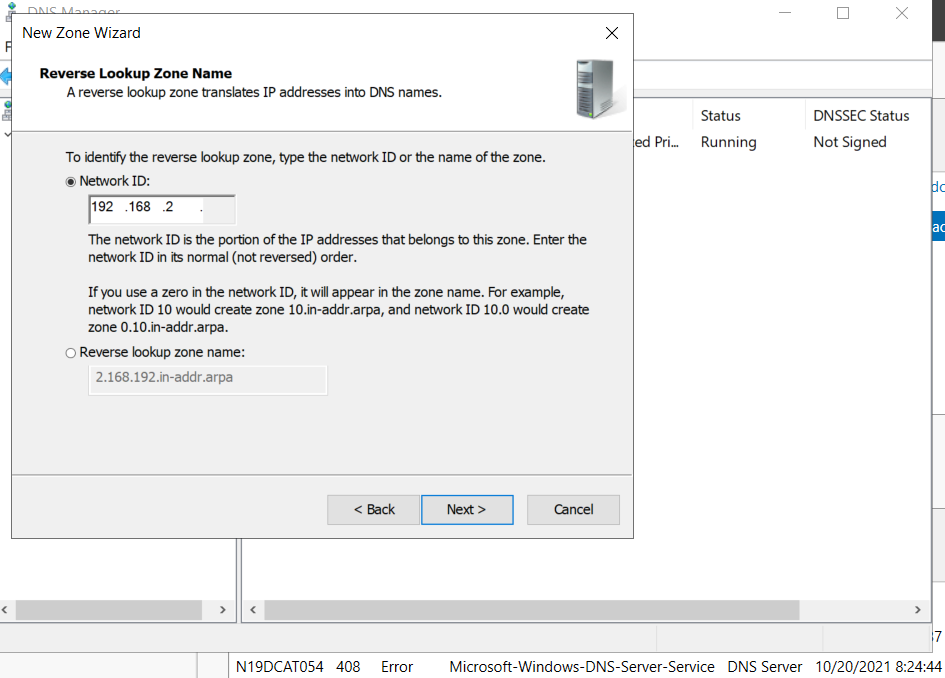 DNS Manager
New Zone Wizard
Reverse Lookup Zone Name
A reverse lookup zone translates IP addresses into DNS names.
Status
DNSSEC Status
Running
Not Signed
To identify the reverse lookup zone, type the network ID or the name of the zone.
Network ID:
192 .168 .2 .
The network ID is the portion of the IP addresses that belongs to this zone. Enter the
network ID in its normal (not reversed) order.
If you use a zero in the network ID, it will appear in the zone name. For example,
network ID 10 would create zone 10.in-addr.arpa, and network ID 10.0 would create
zone 0.10.in-addr.arpa.
Reverse lookup zone name:
2.168.192.in-addr.arpa
< Back
Next >
Cancel
N19DCAT054 408 Error Microsoft-Windows-DNS-Server-Service DNS Server 10/20/2021 8:24:44